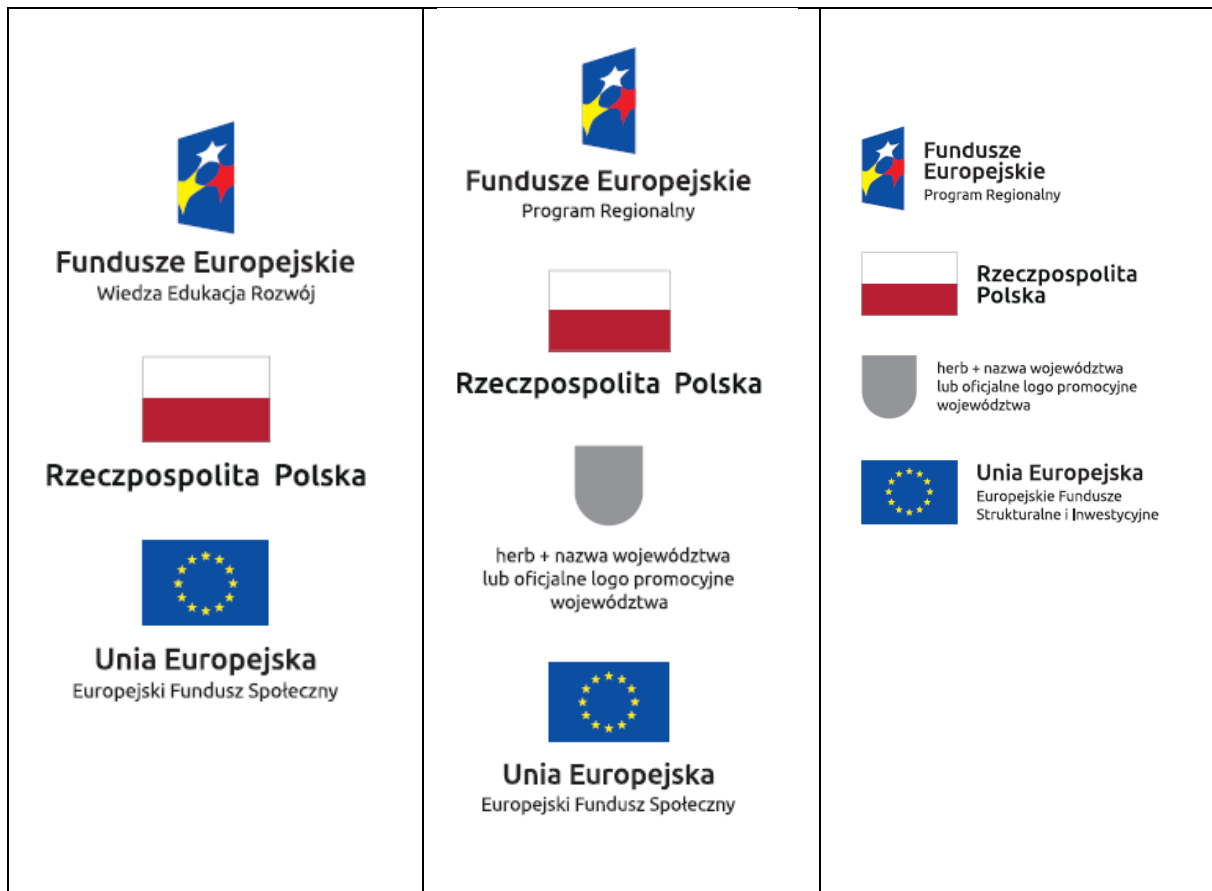 Fundusze Europejskie
Wiedza Edukacja Rozwój
Rzeczpospolita Polska
Unia Europejska
Europejski Fundusz Społeczny
Fundusze Europejskie
Program Regionalny
Rzeczpospolita Polska
herb + nazwa województwa
lub oficjalne logo promocyjne
województwa
Unia Europejska
Europejski Fundusz Społeczny
Fundusze
Europejskie
Program Regionalny
Rzeczpospolita
Polska
herb + nazwa województwa
lub oficjalne logo promocyjne
województwa
Unia Europejska
Europejskie Fundusze
Strukturalne i Inwestycyjne